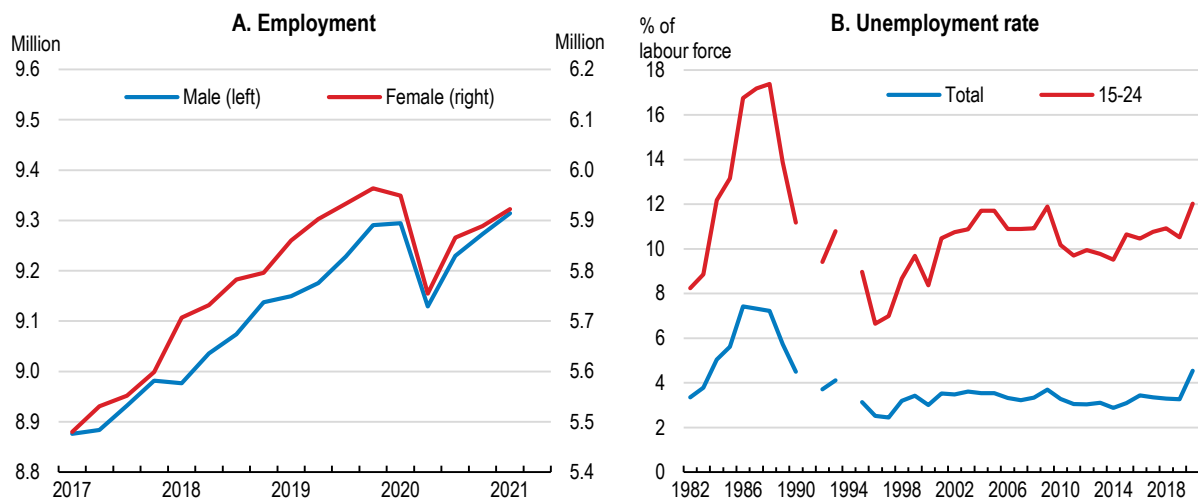 A. Employment
Million
Million
9.6
9.5
9.4
9.3
9.2
9.1
9.0
8.9
8.8
6.2
6.1
6.0
5.9
5.8
5.7
5.6
5.5
5.4
Male (left)
Female (right)
2017 2018 2019 2020 2021
B. Unemployment rate
% of
labour force
18
16
14
12
10
8
6
4
2
0
Total
15-24
1982 1986 1990 1994 1998 2002 2006 2010 2014 2018